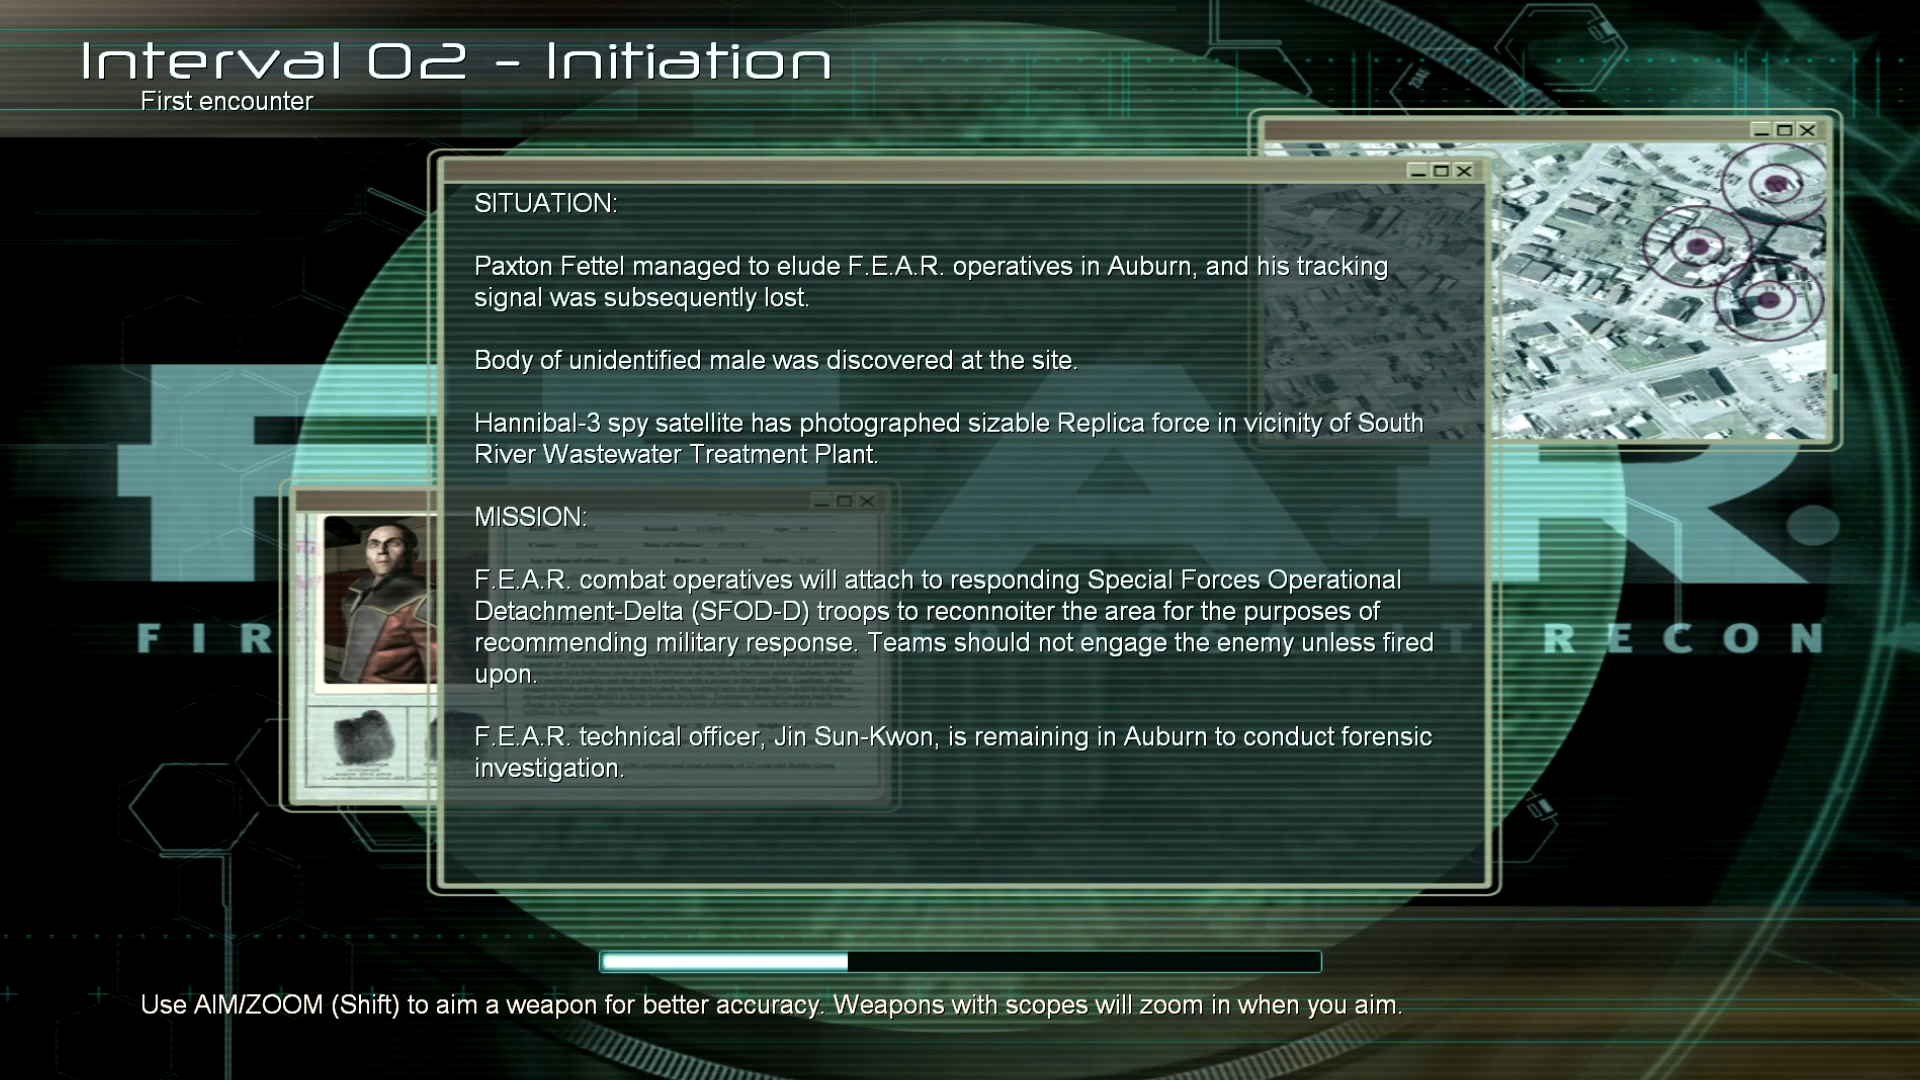 Interval 02 - Initiation
First encounter
SITUATION:
Paxton Fettel managed to elude F.E.A.R. operatives in Auburn, and his tracking
signal was subsequently lost.
Body of unidentified male was discovered at the site.
Hannibal-3 spy satellite has photographed sizable Replica force in vicinity of South
River Wastewater Treatment Plant.
MISSION:
F.E.A.R. combat operatives will attach to responding Special Forces Operational
Detachment-Delta (SFOD-D) troops to reconnoiter the area for the purposes of
recommending military response. Teams should not engage the enemy unless fired
upon.
F.E.A.R. technical officer, Jin Sun-Kwon, is remaining in Auburn to conduct forensic
investigation.
F.E.A.R.
RECON
Use AIM/ZOOM (Shift) to aim a weapon for better accuracy. Weapons with scopes will zoom in when you aim.